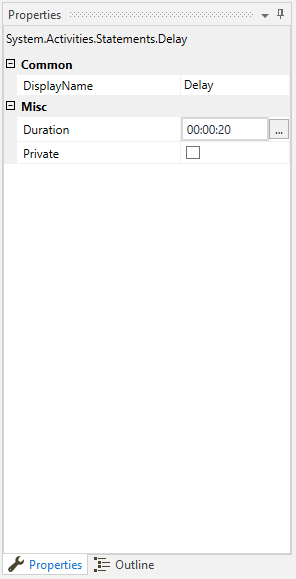 Properties
System.Activities.Statements.Delay
Common
DisplayName Delay
Misc
Duration 00:00:20 ...
Private
Properties Outline